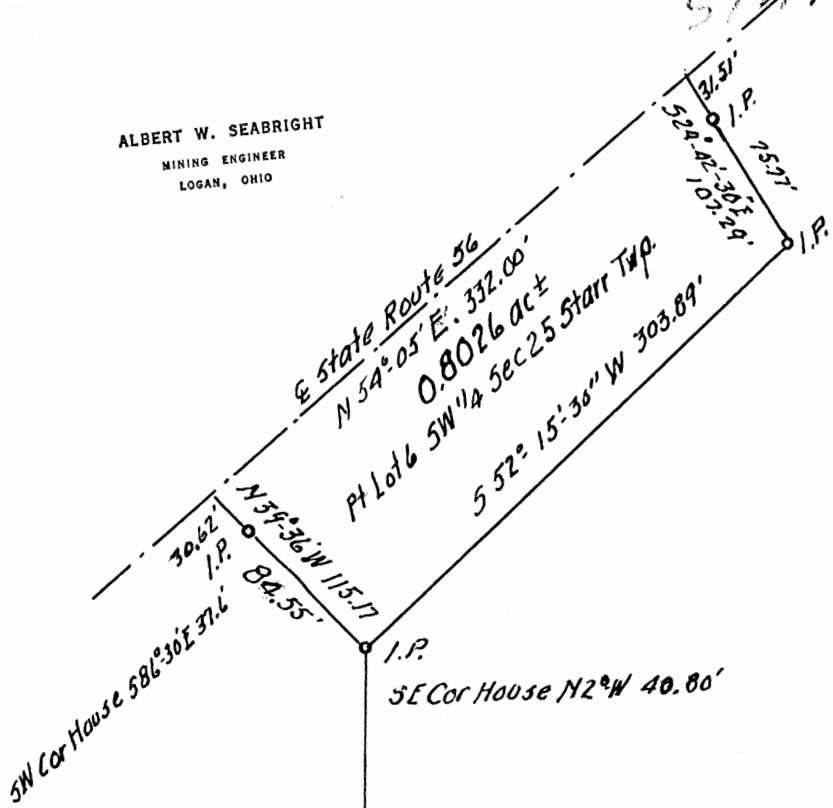 ALBERT W. SEABRIGHT
MINING ENGINEER
LOGAN, OHIO
31.51'
I.P.
S24°-42'-30"E
107.29'
75.77'
I.P.
℄ State Route 56
N 54°-05' E. 332.00'
0.8026 ac ±
Pt Lot 6 SW 1/4 Sec 25 Starr Twp.
S 52°-15'-30" W 303.89'
N39°-36'W 115.17
30.62'
I.P.
84.55'
I.P.
SW Cor House S86°-30'E 37.6'
SE Cor House N2°W 40.80'